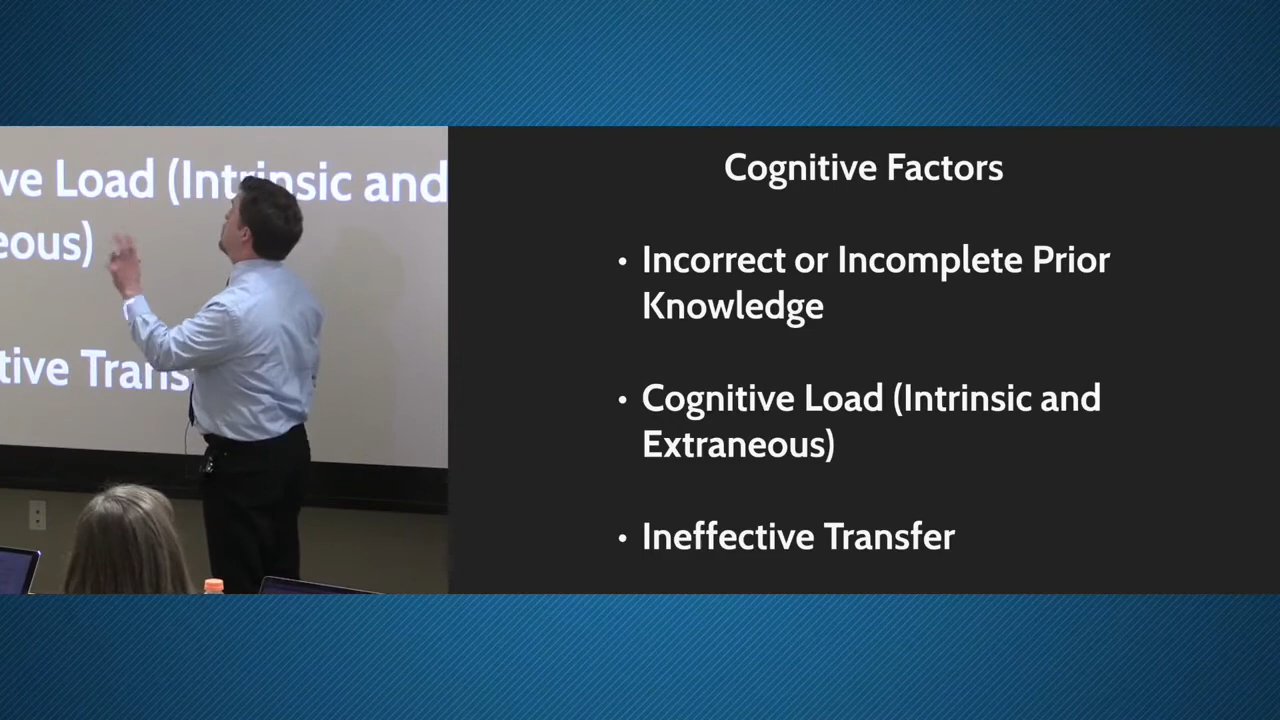 ve Load (Intrinsic and
eous)
tive Trans
Cognitive Factors
• Incorrect or Incomplete Prior
Knowledge
• Cognitive Load (Intrinsic and
Extraneous)
• Ineffective Transfer